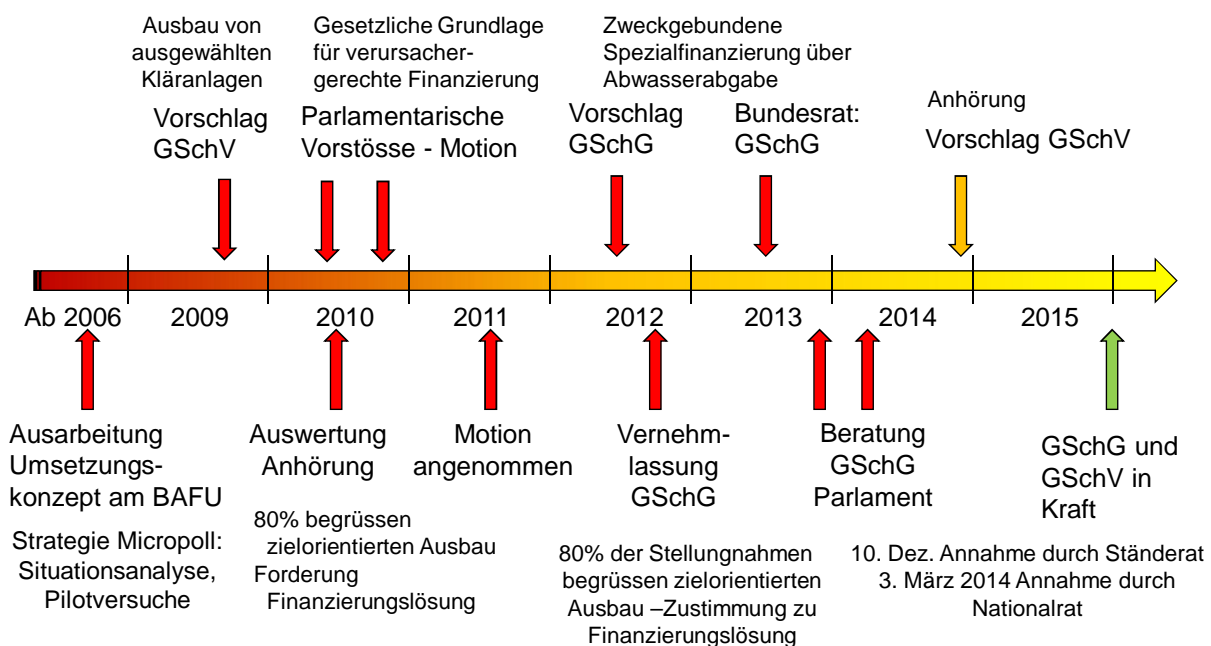 Ausbau von
ausgewählten
Kläranlagen
Vorschlag
GSchV
Gesetzliche Grundlage
für verursacher-
gerechte Finanzierung
Parlamentarische
Vorstösse - Motion
Zweckgebundene
Spezialfinanzierung über
Abwasserabgabe
Vorschlag
GSchG
Bundesrat:
GSchG
Anhörung
Vorschlag GSchV
Ab 2006
2009
2010
2011
2012
2013
2014
2015
Ausarbeitung
Umsetzungs-
konzept am BAFU
Strategie Micropoll:
Situationsanalyse,
Pilotversuche
Auswertung
Anhörung
80% begrüssen
zielorientierten Ausbau
Forderung
Finanzierungslösung
Motion
angenommen
Vernehm-
lassung
GSchG
80% der Stellungnahmen
begrüssen zielorientierten
Ausbau –Zustimmung zu
Finanzierungslösung
Beratung
GSchG
Parlament
10. Dez. Annahme durch Ständerat
3. März 2014 Annahme durch
Nationalrat
GSchG und
GSchV in
Kraft